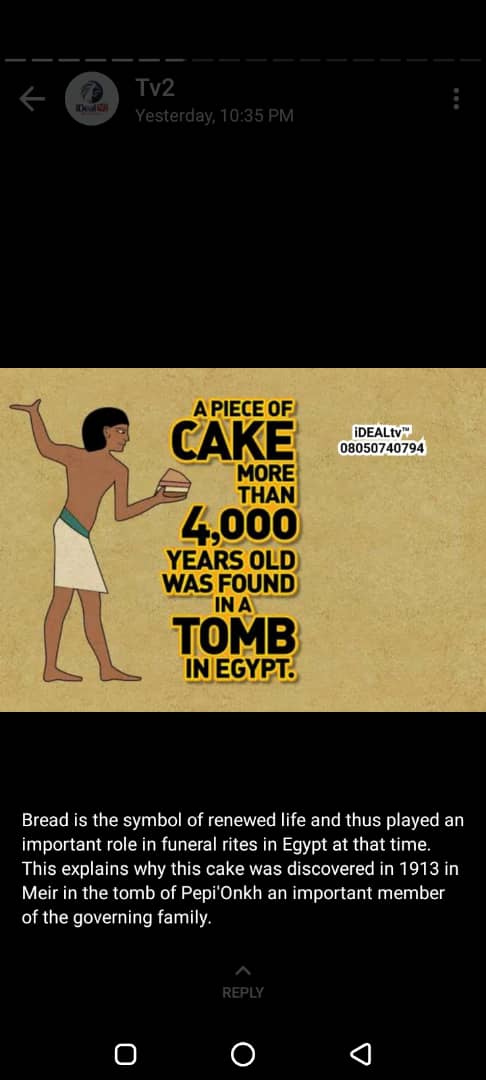 Tv2
Yesterday, 10:35 PM
A PIECE OF
CAKE
MORE
THAN
4,000
YEARS OLD
WAS FOUND
IN A
TOMB
IN EGYPT.
iDEALtv™
08050740794
Bread is the symbol of renewed life and thus played an
important role in funeral rites in Egypt at that time.
This explains why this cake was discovered in 1913 in
Meir in the tomb of Pepi'Onkh an important member
of the governing family.
REPLY